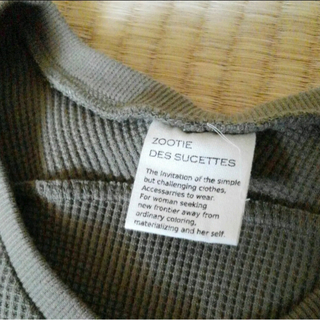 ZOOTIE
DES SUCETTES
The invitation of the simple
but challenging clothes,
Accessarries to wear.
For woman seeking
new frontier away from
ordinary coloring,
materializing and her self.